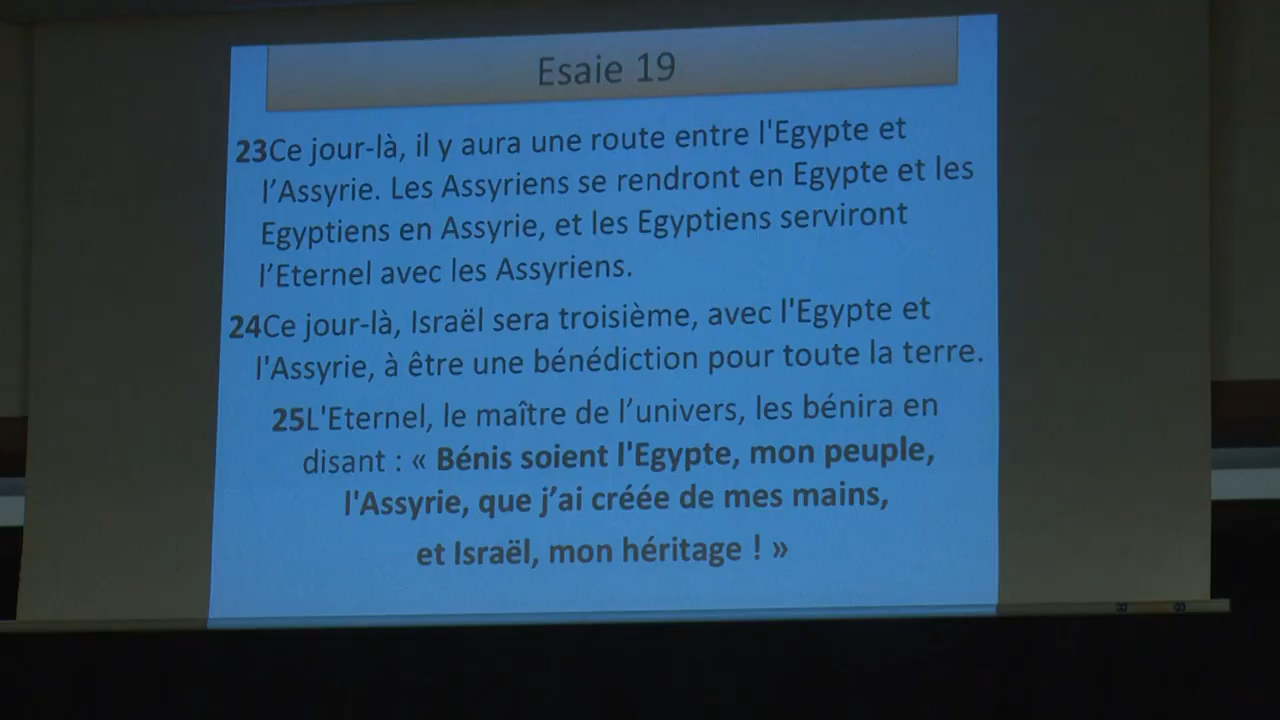 Esaie 19
23Ce jour-là, il y aura une route entre l'Egypte et
l’Assyrie. Les Assyriens se rendront en Egypte et les
Egyptiens en Assyrie, et les Egyptiens serviront
l’Eternel avec les Assyriens.
24Ce jour-là, Israël sera troisième, avec l'Egypte et
l'Assyrie, à être une bénédiction pour toute la terre.
25L'Eternel, le maître de l’univers, les bénira en
disant : « Bénis soient l'Egypte, mon peuple,
l'Assyrie, que j’ai créée de mes mains,
et Israël, mon héritage ! »